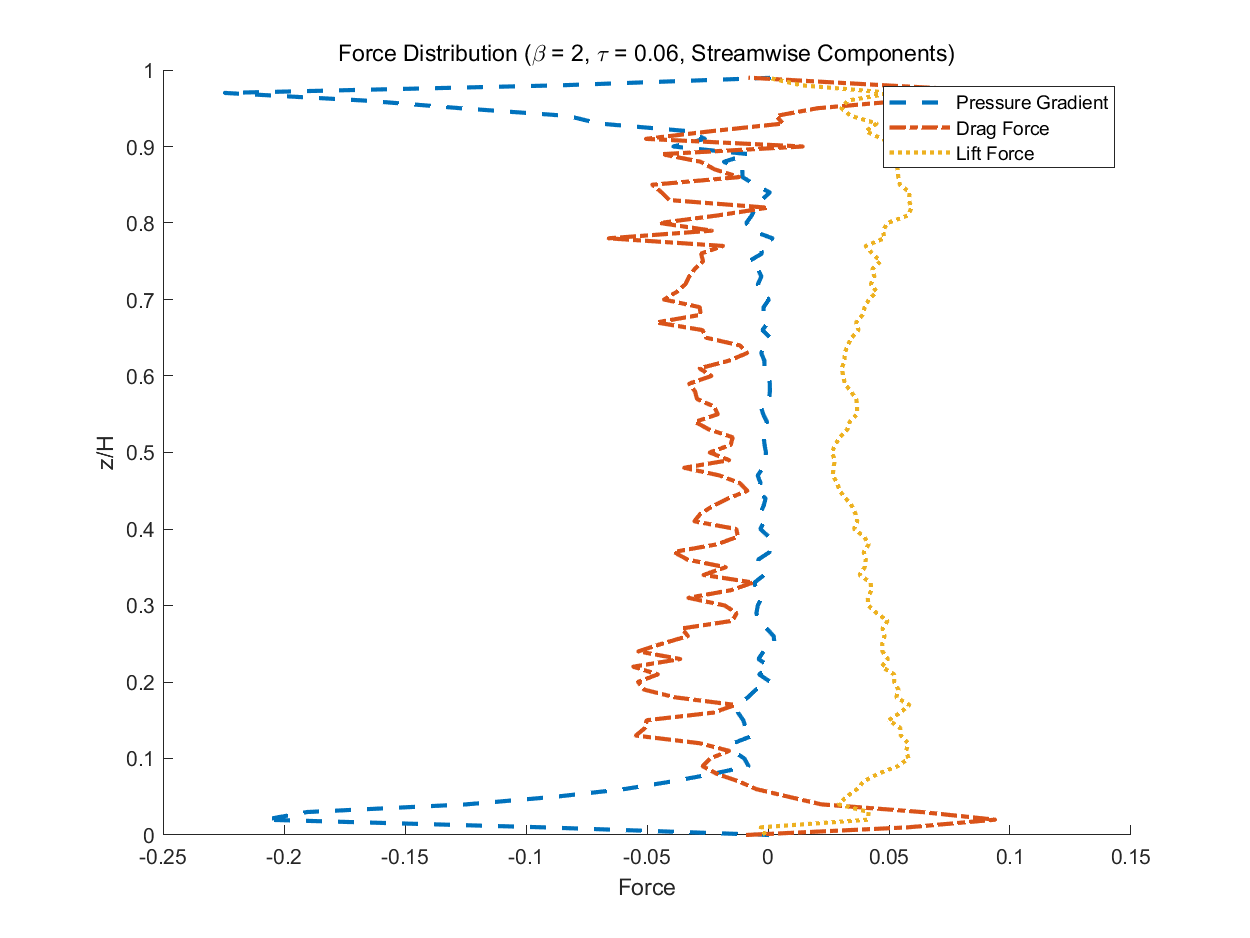 Force Distribution (β = 2, τ = 0.06, Streamwise Components)
1
0.9
0.8
0.7
0.6
0.5
0.4
0.3
0.2
0.1
0
z/H
Pressure Gradient
Drag Force
Lift Force
-0.25 -0.2 -0.15 -0.1 -0.05 0 0.05 0.1 0.15
Force